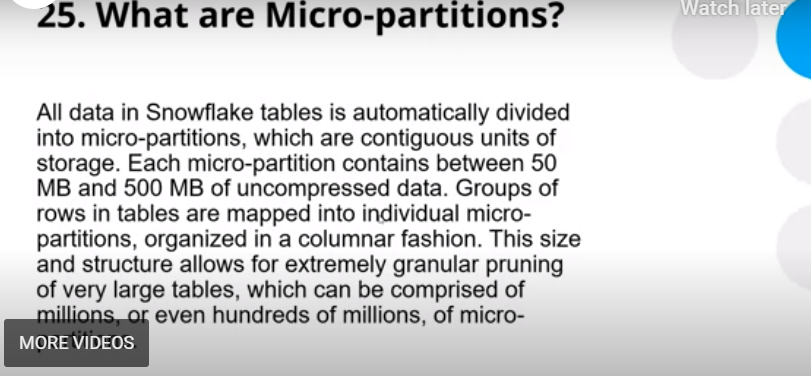 25. What are Micro-partitions?
Watch later
All data in Snowflake tables is automatically divided
into micro-partitions, which are contiguous units of
storage. Each micro-partition contains between 50
MB and 500 MB of uncompressed data. Groups of
rows in tables are mapped into individual micro-
partitions, organized in a columnar fashion. This size
and structure allows for extremely granular pruning
of very large tables, which can be comprised of
millions, or even hundreds of millions, of micro-
MORE VIDEOS